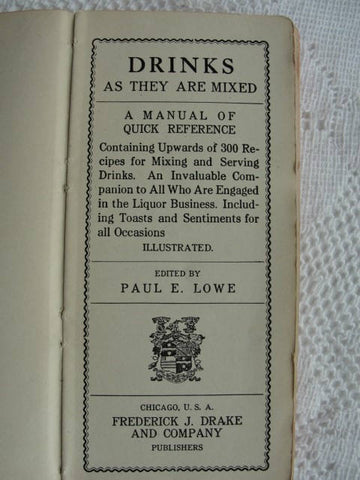 DRINKS
AS THEY ARE MIXED
A MANUAL OF
QUICK REFERENCE
Containing Upwards of 300 Re-
cipes for Mixing and Serving
Drinks. An Invaluable Com-
panion to All Who Are Engaged
in the Liquor Business. Includ-
ing Toasts and Sentiments for
all Occasions
ILLUSTRATED.
EDITED BY
PAUL E. LOWE
CHICAGO, U. S. A.
FREDERICK J. DRAKE
AND COMPANY
PUBLISHERS